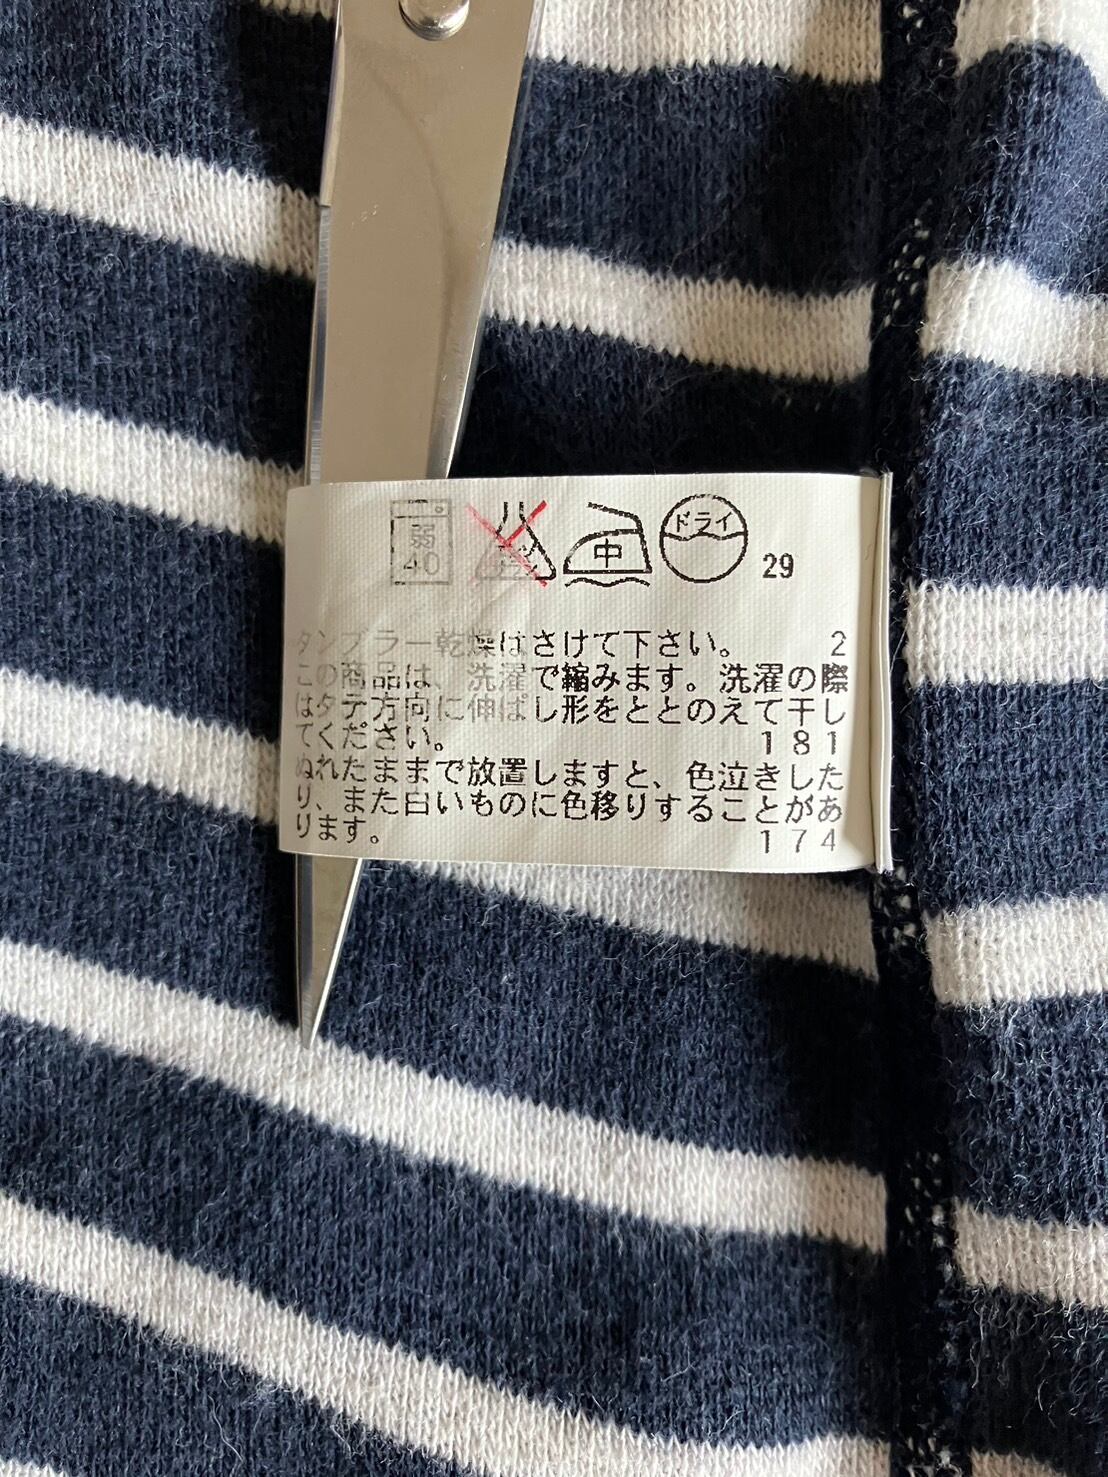 弱
40
中
ドライ
29
タンブラー乾燥はさけて下さい。 2
この商品は、洗濯で縮みます。洗濯の際
はタテ方向に伸ばし形をととのえて干し
てください。 181
ぬれたままで放置しますと、色泣きした
り、また白いものに色移りすることがあ
ります。 174